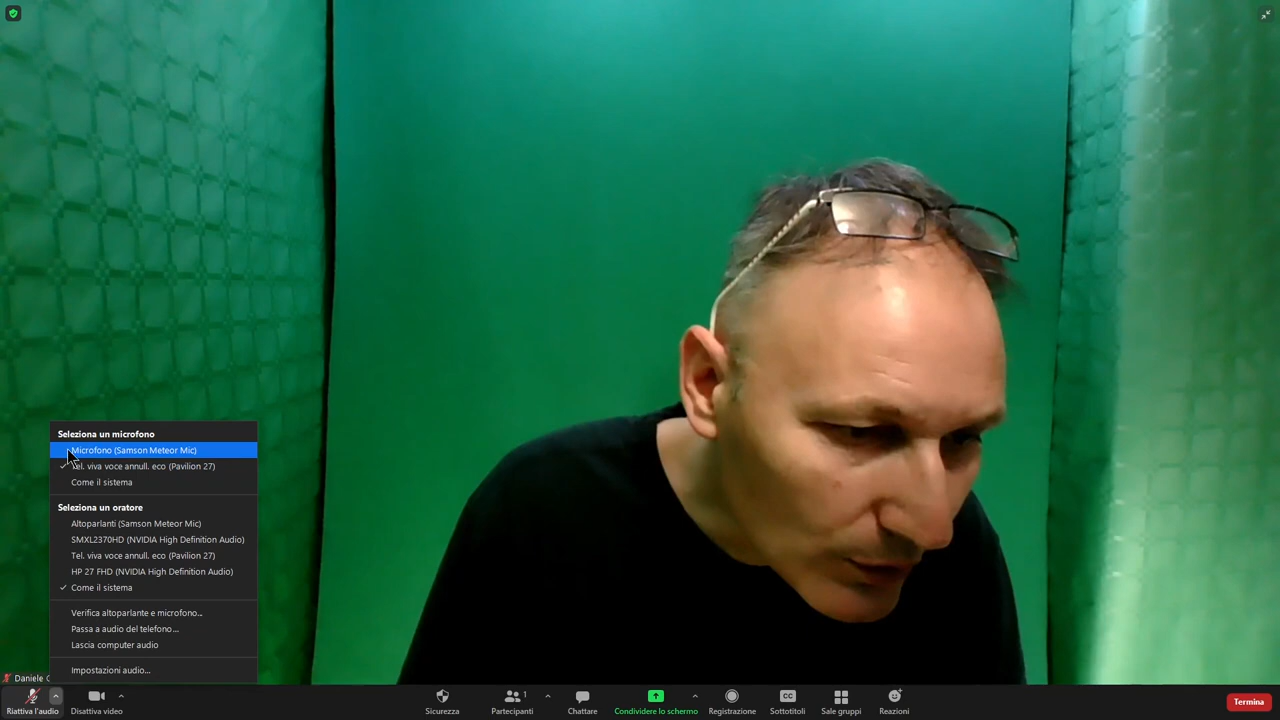 Seleziona un microfono
Microfono (Samson Meteor Mic)
Tel. viva voce annull. eco (Pavilion 27)
Come il sistema
Seleziona un oratore
Altoparlanti (Samson Meteor Mic)
SMXL2370HD (NVIDIA High Definition Audio)
Tel. viva voce annull. eco (Pavilion 27)
HP 27 FHD (NVIDIA High Definition Audio)
Come il sistema
Verifica altoparlante e microfono...
Passa a audio del telefono...
Lascia computer audio
Impostazioni audio...
Daniele
Riattiva l'audio
Disattiva video
Sicurezza
Partecipanti 1
Chattare
Condividere lo schermo
Registrazione
CC
Sottotitoli
Sale gruppi
Reazioni
Termina